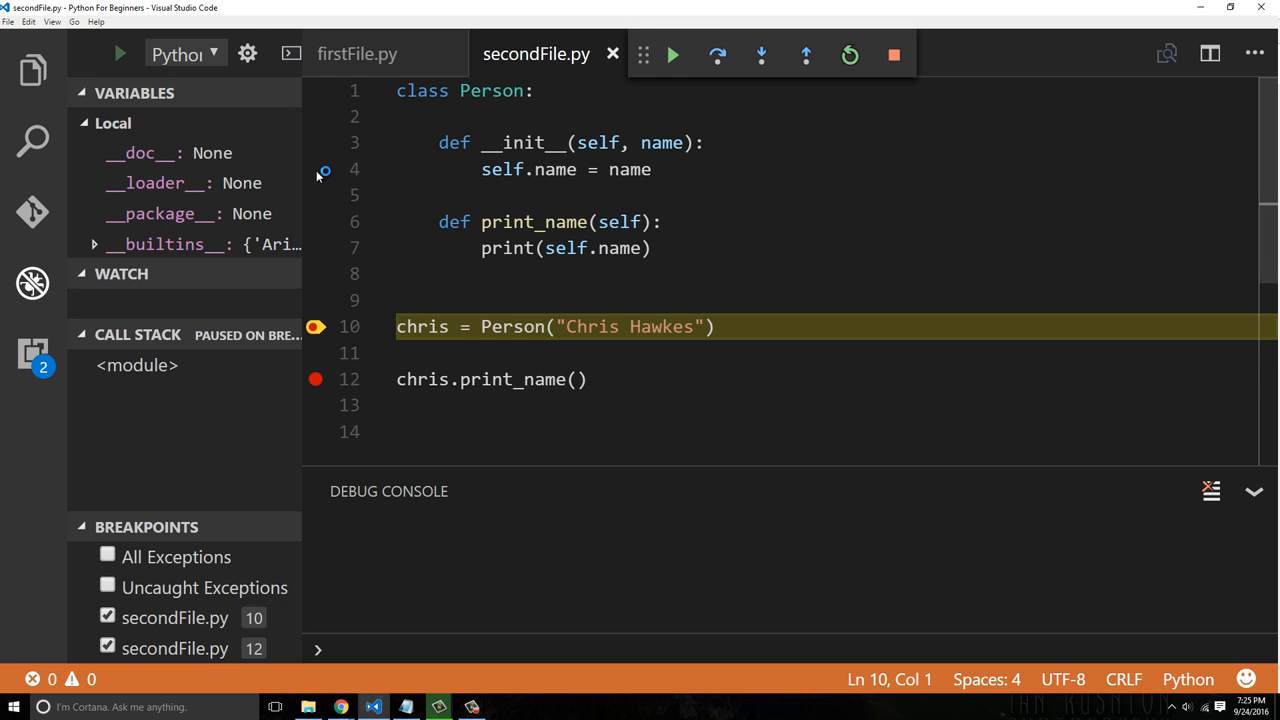 secondFile.py - Python For Beginners - Visual Studio Code
File Edit View Go Help
Pythor
firstFile.py
secondFile.py
VARIABLES
Local
__doc__: None
__loader__: None
__package__: None
__builtins__: {'Ari...
WATCH
CALL STACK PAUSED ON BRE...
<module>
BREAKPOINTS
All Exceptions
Uncaught Exceptions
secondFile.py 10
secondFile.py 12
2
1 class Person:
2
3 def __init__(self, name):
4 self.name = name
5
6 def print_name(self):
7 print(self.name)
8
9
10 chris = Person("Chris Hawkes")
11
12 chris.print_name()
13
14
DEBUG CONSOLE
0 0
Ln 10, Col 1 Spaces: 4 UTF-8 CRLF Python
I'm Cortana. Ask me anything.
7:25 PM
9/24/2016